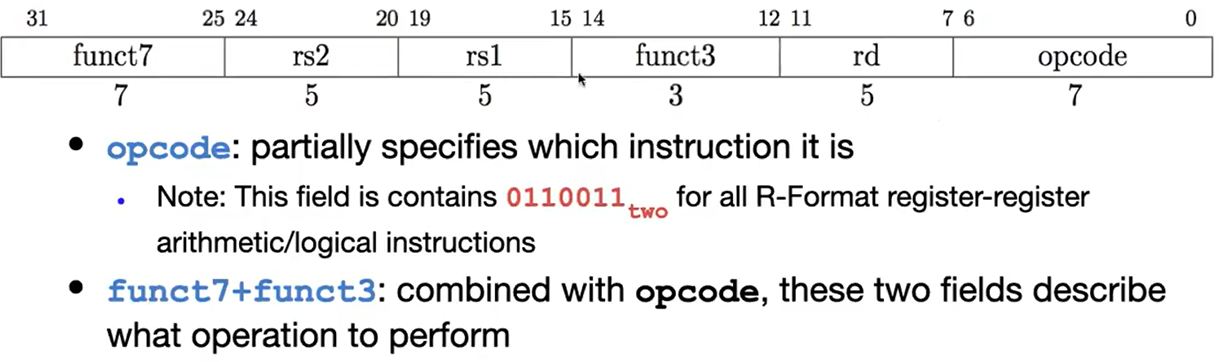 31 25 24 20 19 15 14 12 11 7 6 0
funct7 rs2 rs1 funct3 rd opcode
7 5 5 3 5 7
• opcode: partially specifies which instruction it is
• Note: This field is contains 0110011two for all R-Format register-register
arithmetic/logical instructions
• funct7+funct3: combined with opcode, these two fields describe
what operation to perform